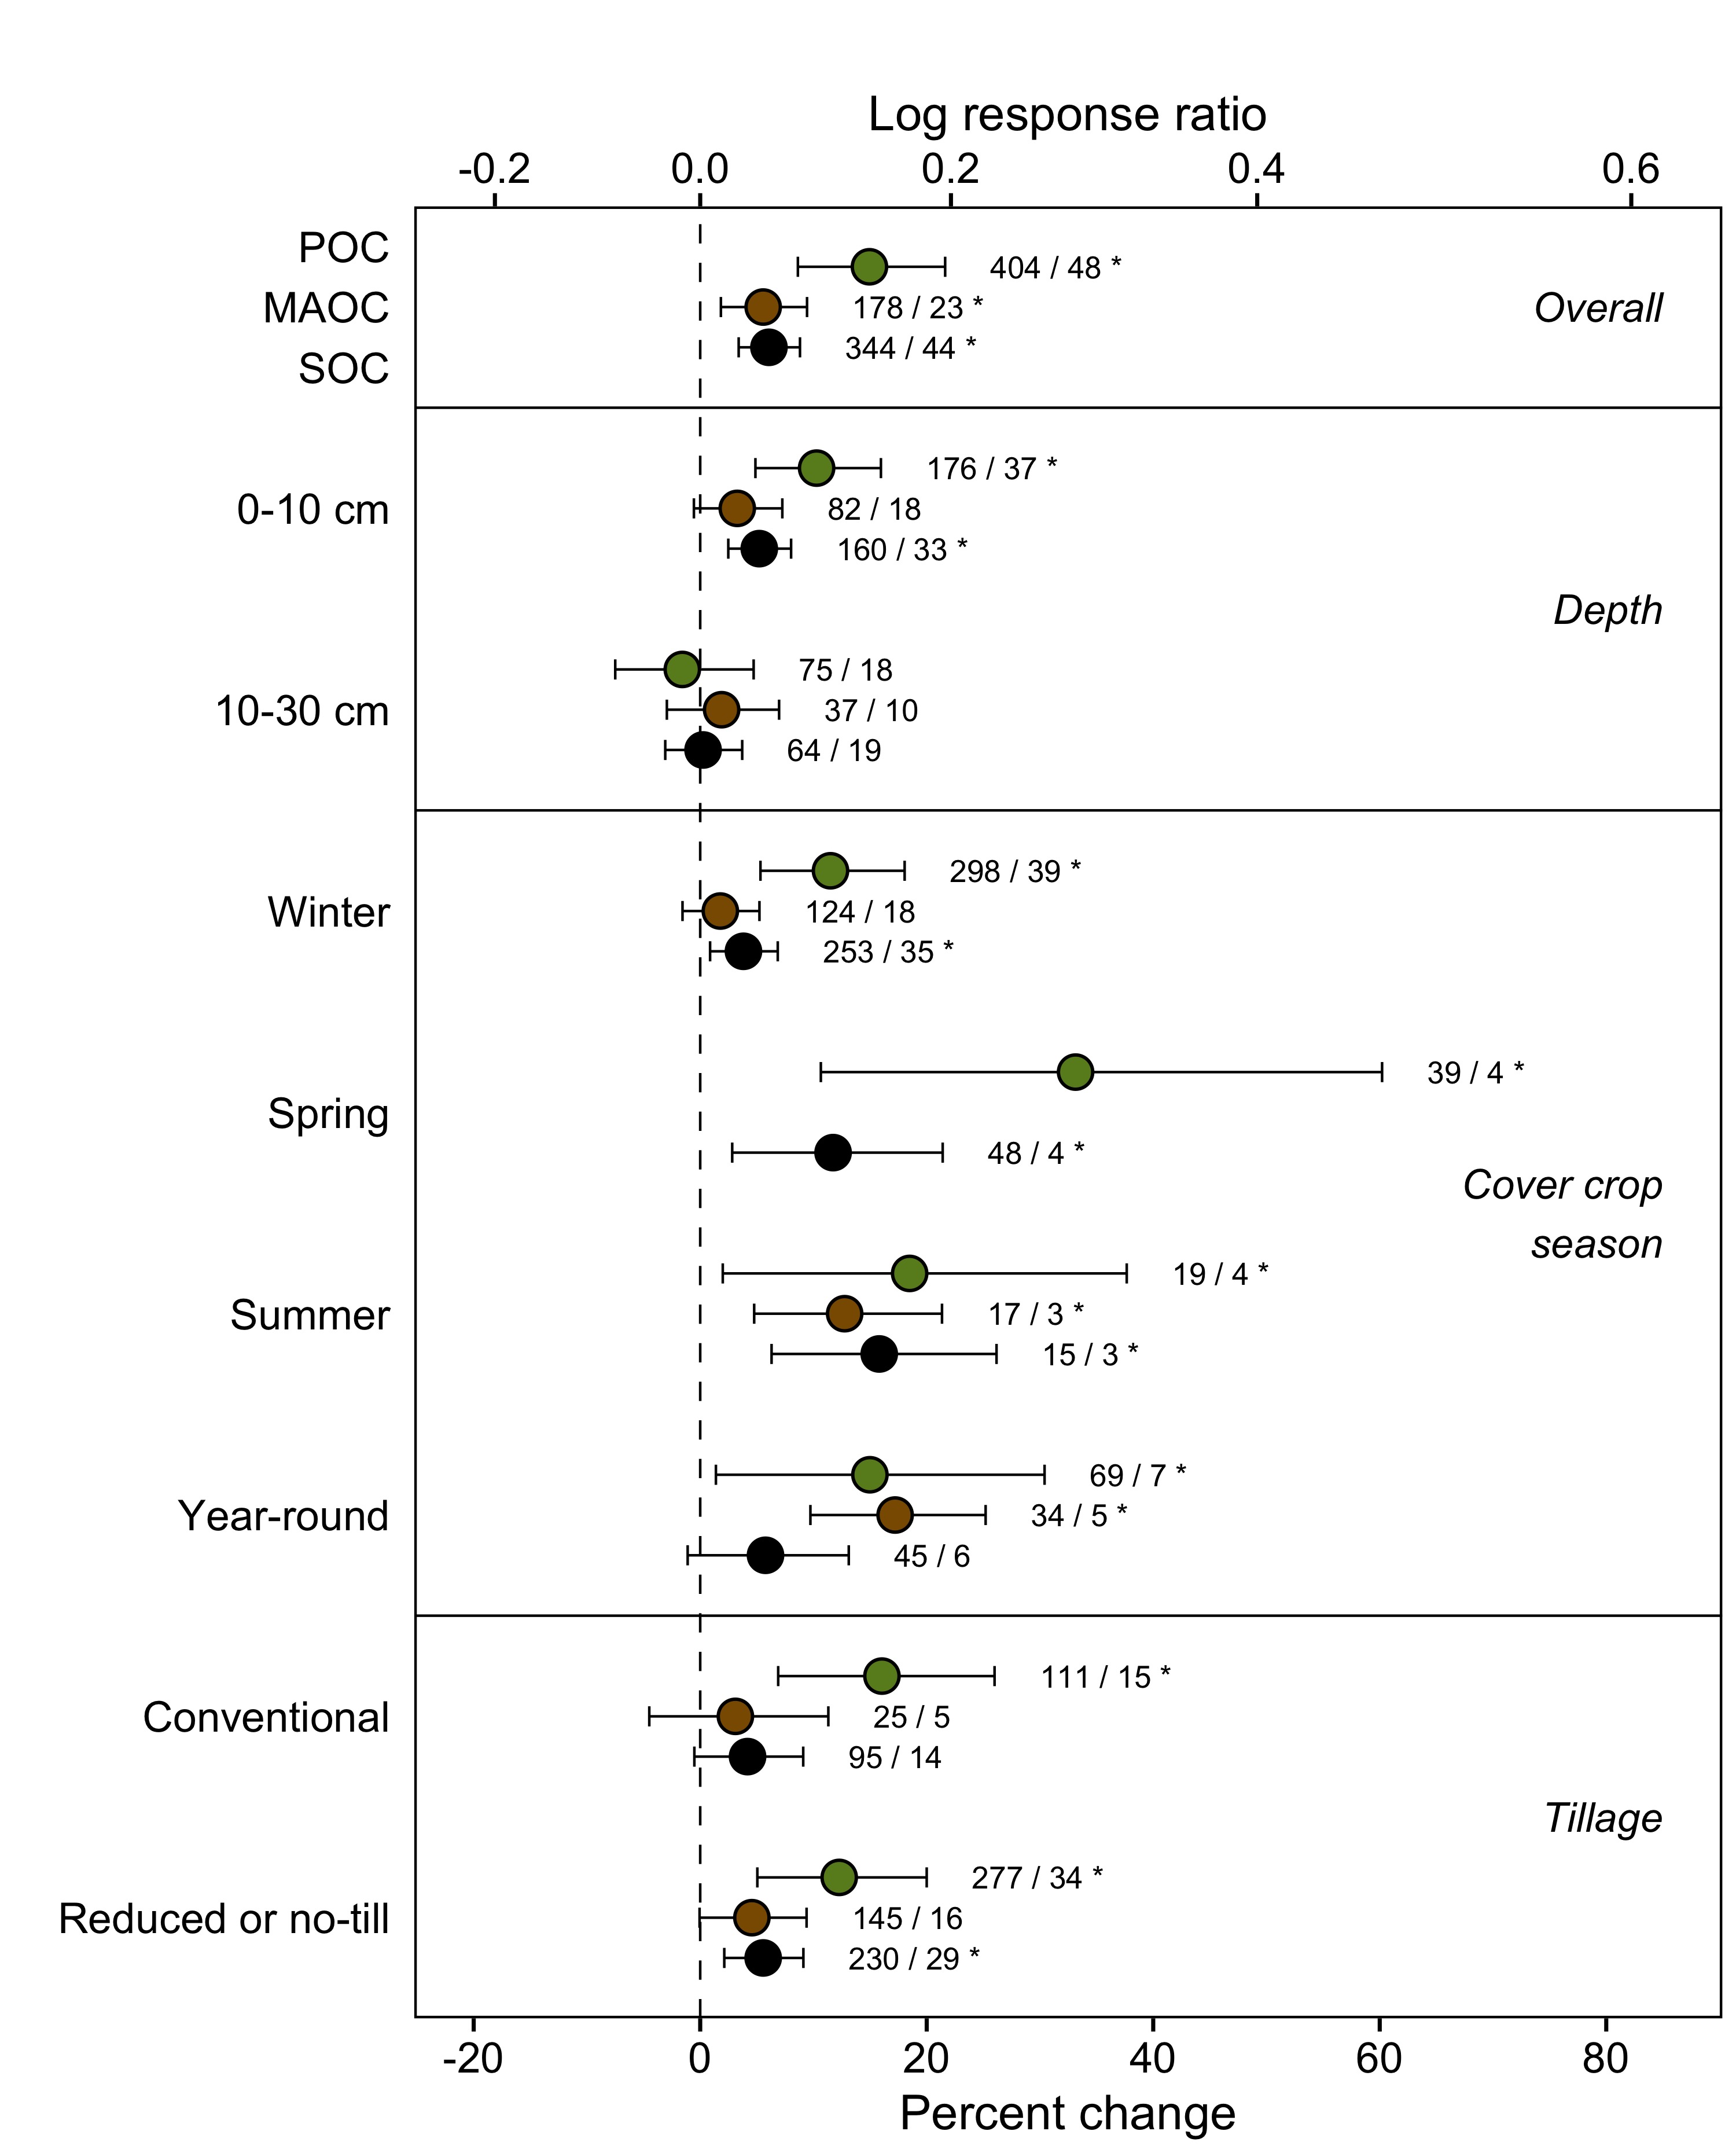 Log response ratio
-0.2 0.0 0.2 0.4 0.6
POC
404 / 48 *
MAOC
178 / 23 *
Overall
SOC
344 / 44 *
176 / 37 *
0-10 cm
82 / 18
160 / 33 *
Depth
75 / 18
10-30 cm
37 / 10
64 / 19
298 / 39 *
Winter
124 / 18
253 / 35 *
39 / 4 *
Spring
48 / 4 *
Cover crop
season
19 / 4 *
Summer
17 / 3 *
15 / 3 *
69 / 7 *
Year-round
34 / 5 *
45 / 6
111 / 15 *
Conventional
25 / 5
95 / 14
Tillage
277 / 34 *
Reduced or no-till
145 / 16
230 / 29 *
-20 0 20 40 60 80
Percent change